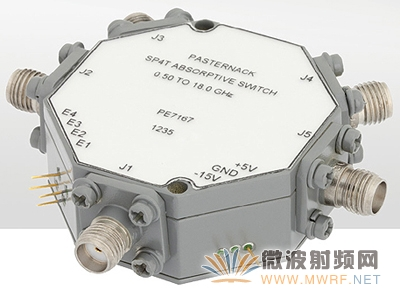 PASTERNACK
SP4T ABSORPTIVE SWITCH
0.50 TO 18.0 GHz
PE7167
1235
J3
J2
J4
J5
E4
E3
E2
E1
J1
+5V
GND
-15V
微波射频网
WWW.MWRF.NET